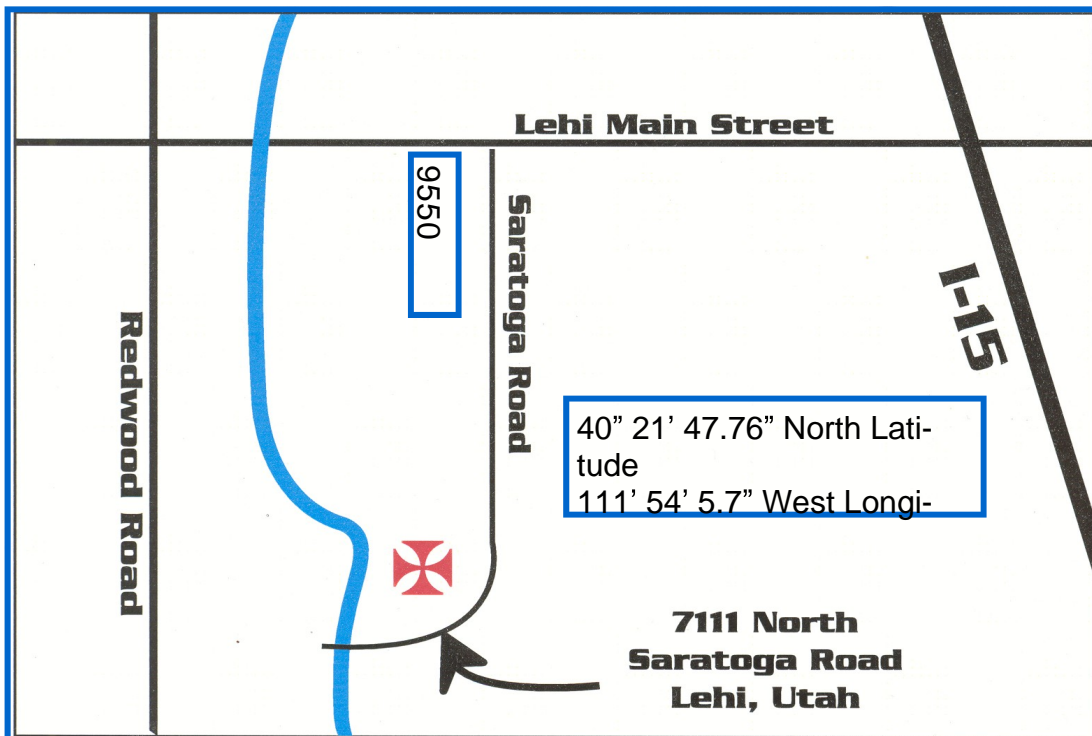 Lehi Main Street
9550
Saratoga Road
I-15
Redwood Road
40” 21’ 47.76” North Lati-
tude
111’ 54’ 5.7” West Longi-
7111 North
Saratoga Road
Lehi, Utah